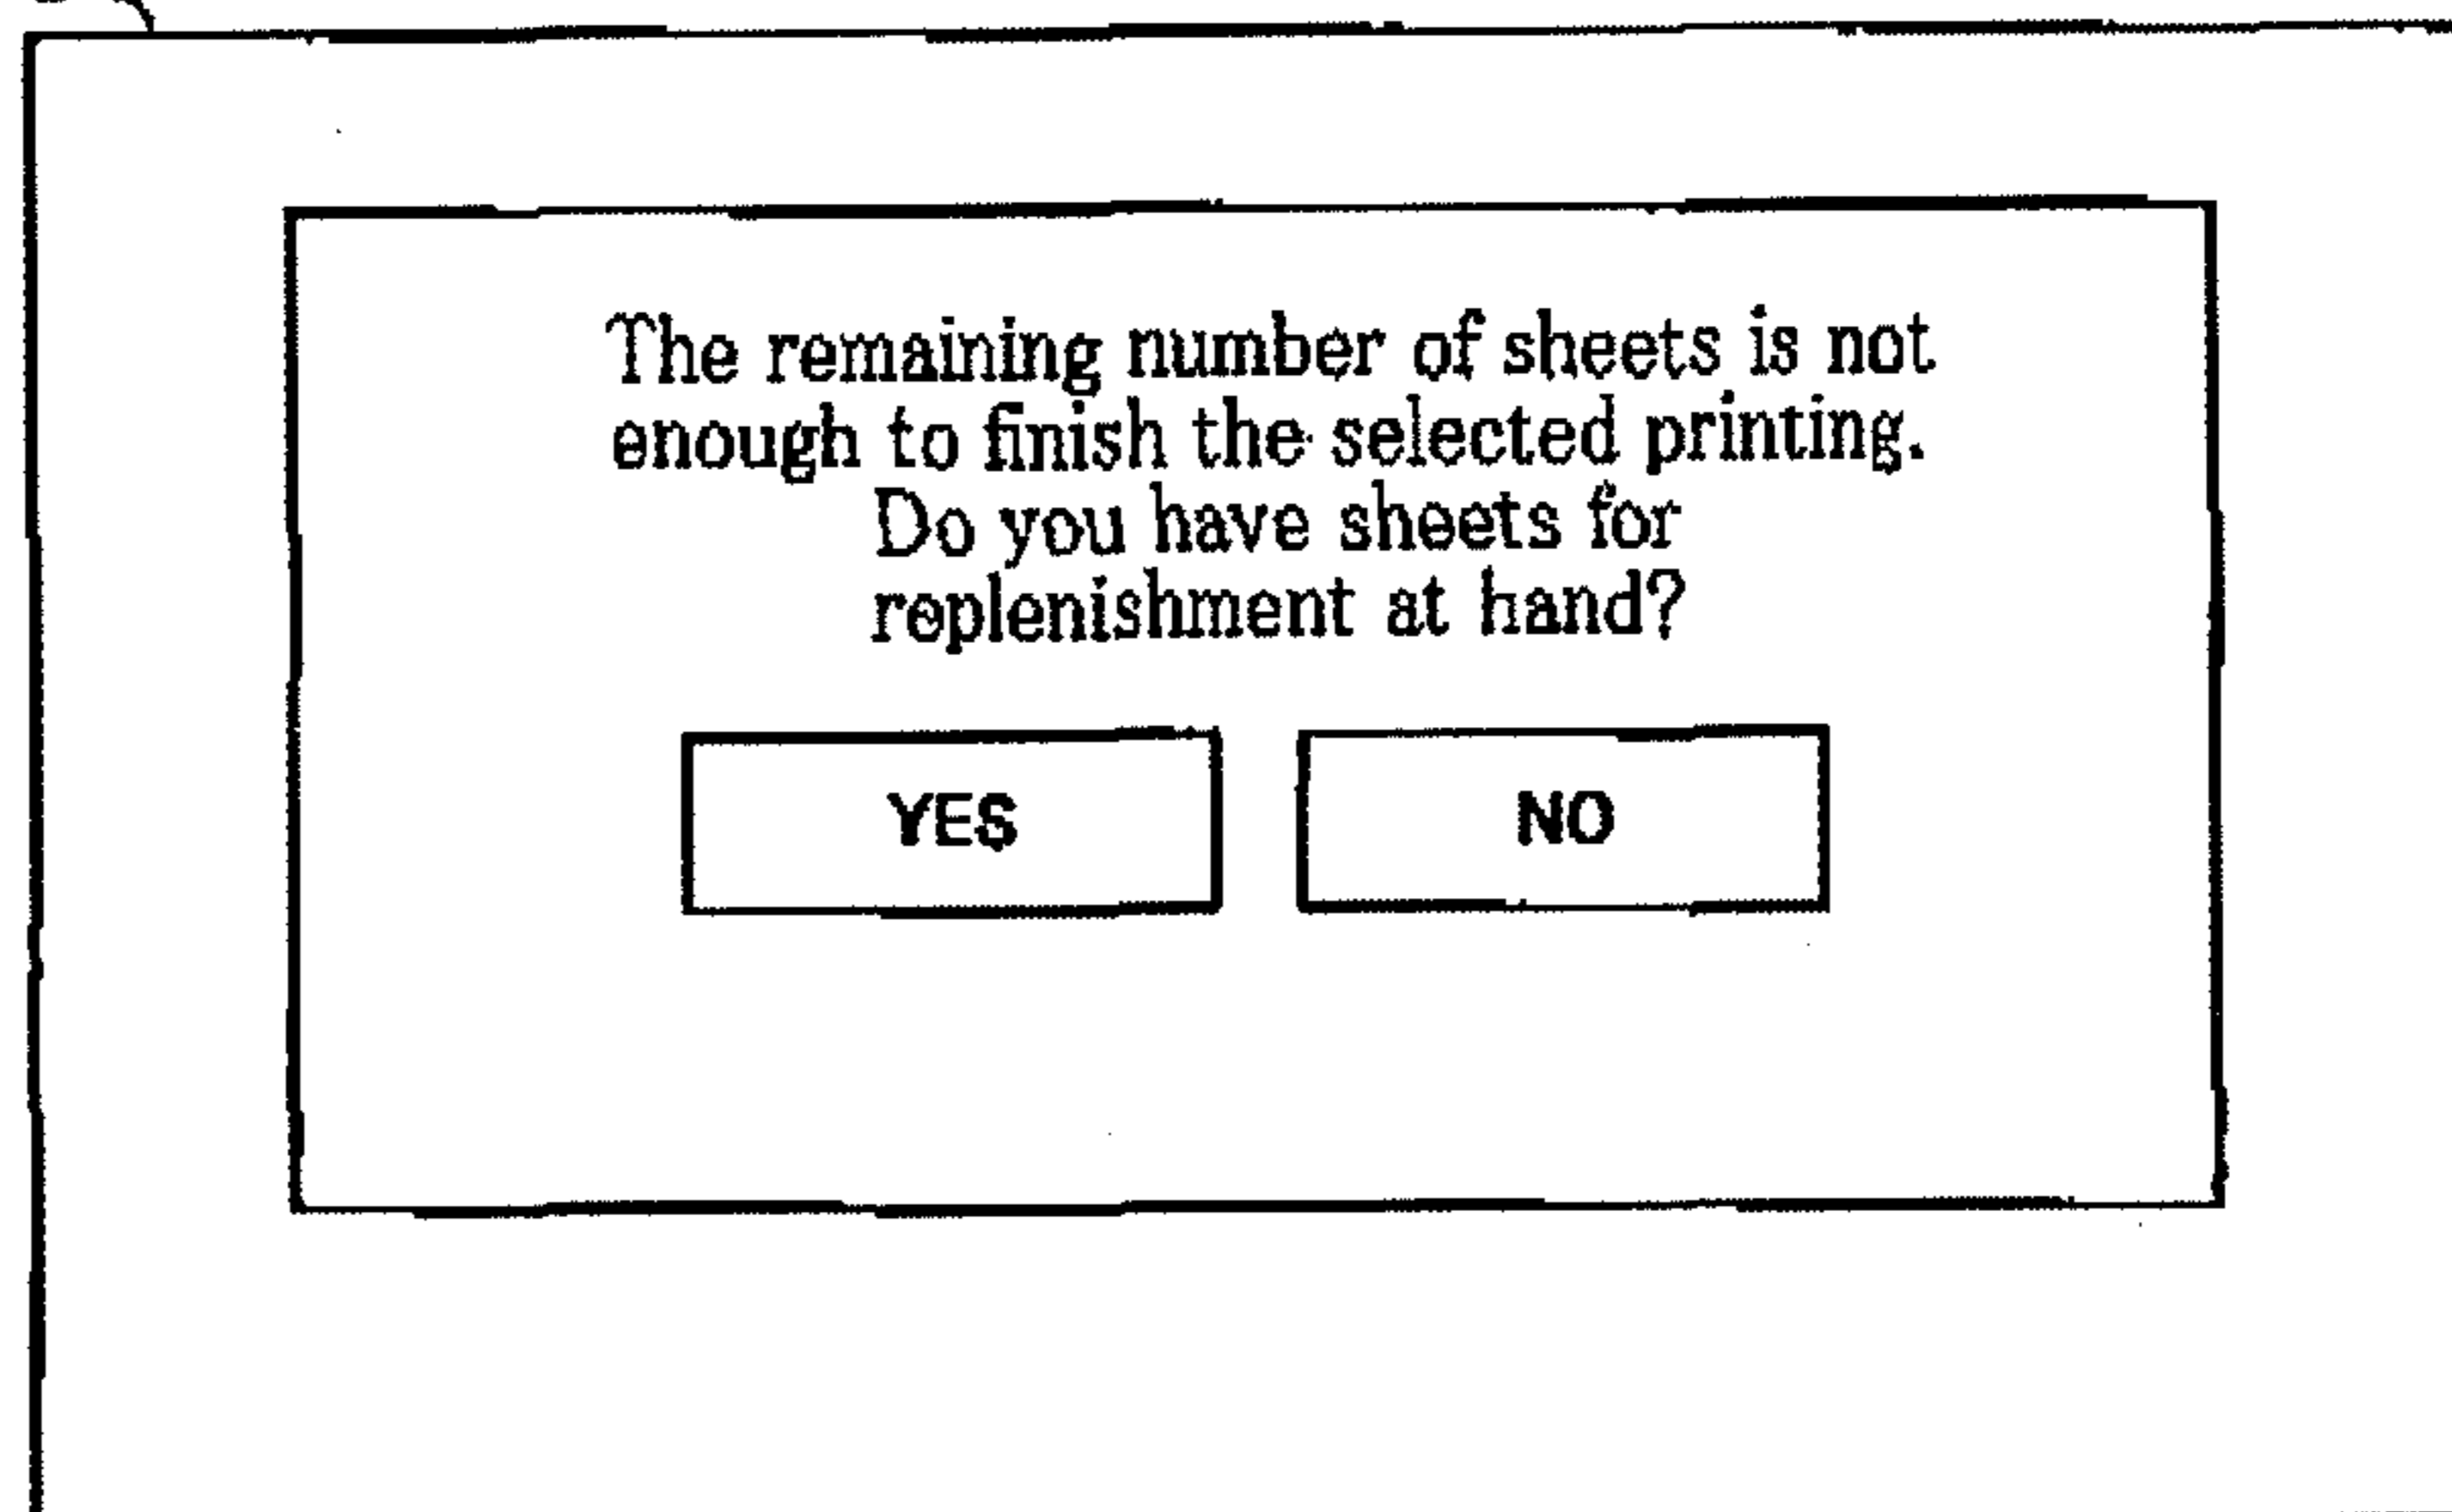 The remaining number of sheets is not
enough to finish the selected printing.
Do you have sheets for
replenishment at hand?
YES
NO